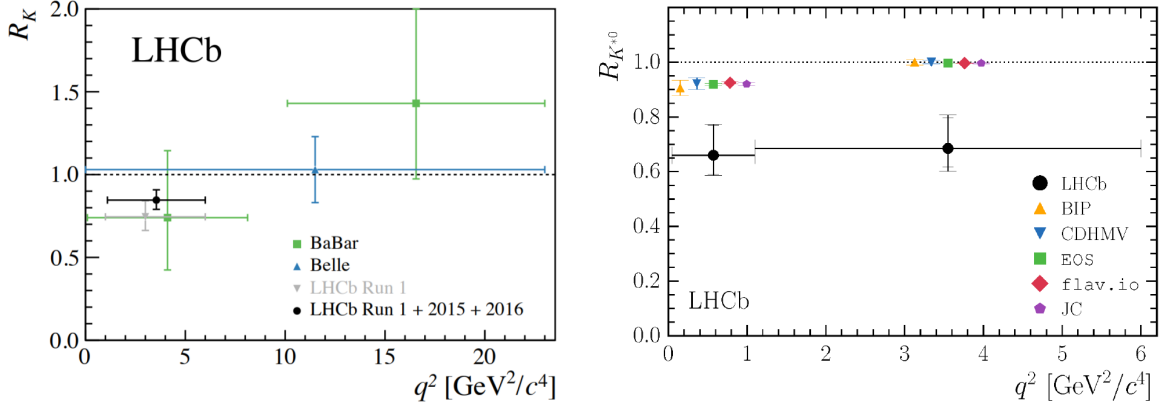 R_K
2.0
1.5
1.0
0.5
0.0
LHCb
BaBar
Belle
LHCb Run 1
LHCb Run 1 + 2015 + 2016
0 5 10 15 20
q² [GeV²/c⁴]
R_{K*0}
1.0
0.8
0.6
0.4
0.2
0.0
LHCb
BIP
CDHMV
EOS
flav.io
JC
LHCb
0 1 2 3 4 5 6
q² [GeV²/c⁴]